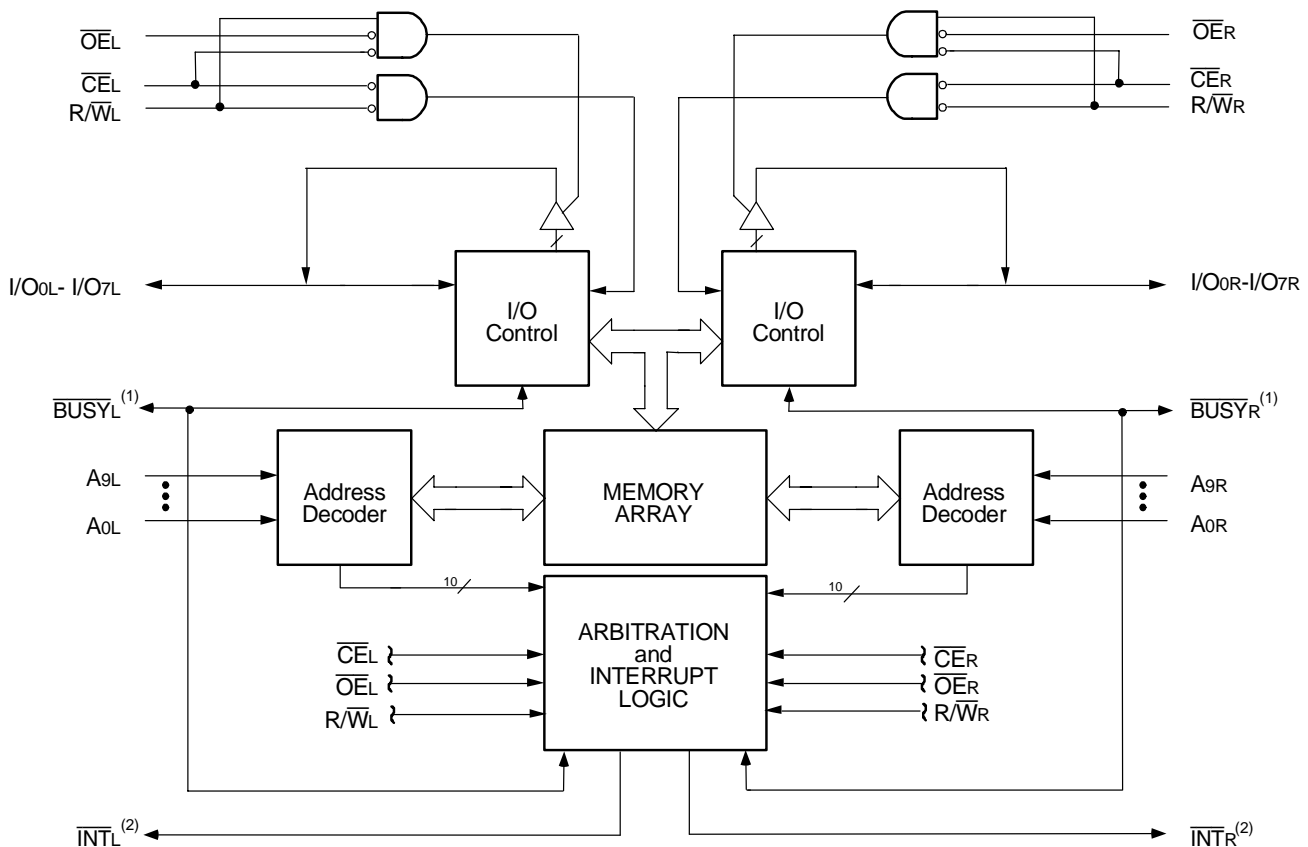 OEL
CEL
R/WL
OER
CER
R/WR
I/O0L- I/O7L
I/O
Control
I/O
Control
I/O0R-I/O7R
BUSYL(1)
BUSYR(1)
A9L
A0L
Address
Decoder
MEMORY
ARRAY
Address
Decoder
A9R
A0R
10
10
ARBITRATION
and
INTERRUPT
LOGIC
CEL
OEL
R/WL
CER
OER
R/WR
INTL(2)
INTR(2)